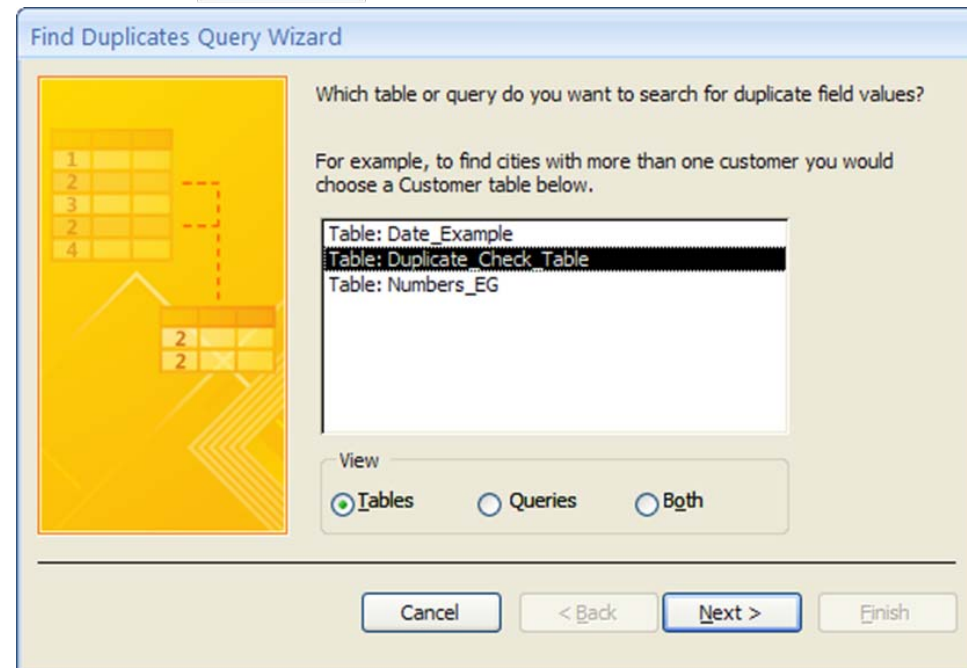 Find Duplicates Query Wizard
Which table or query do you want to search for duplicate field values?
For example, to find cities with more than one customer you would
choose a Customer table below.
1
2
3
2
4
2
2
Table: Date_Example
Table: Duplicate_Check_Table
Table: Numbers_EG
View
Tables Queries Both
Cancel < Back Next > Finish